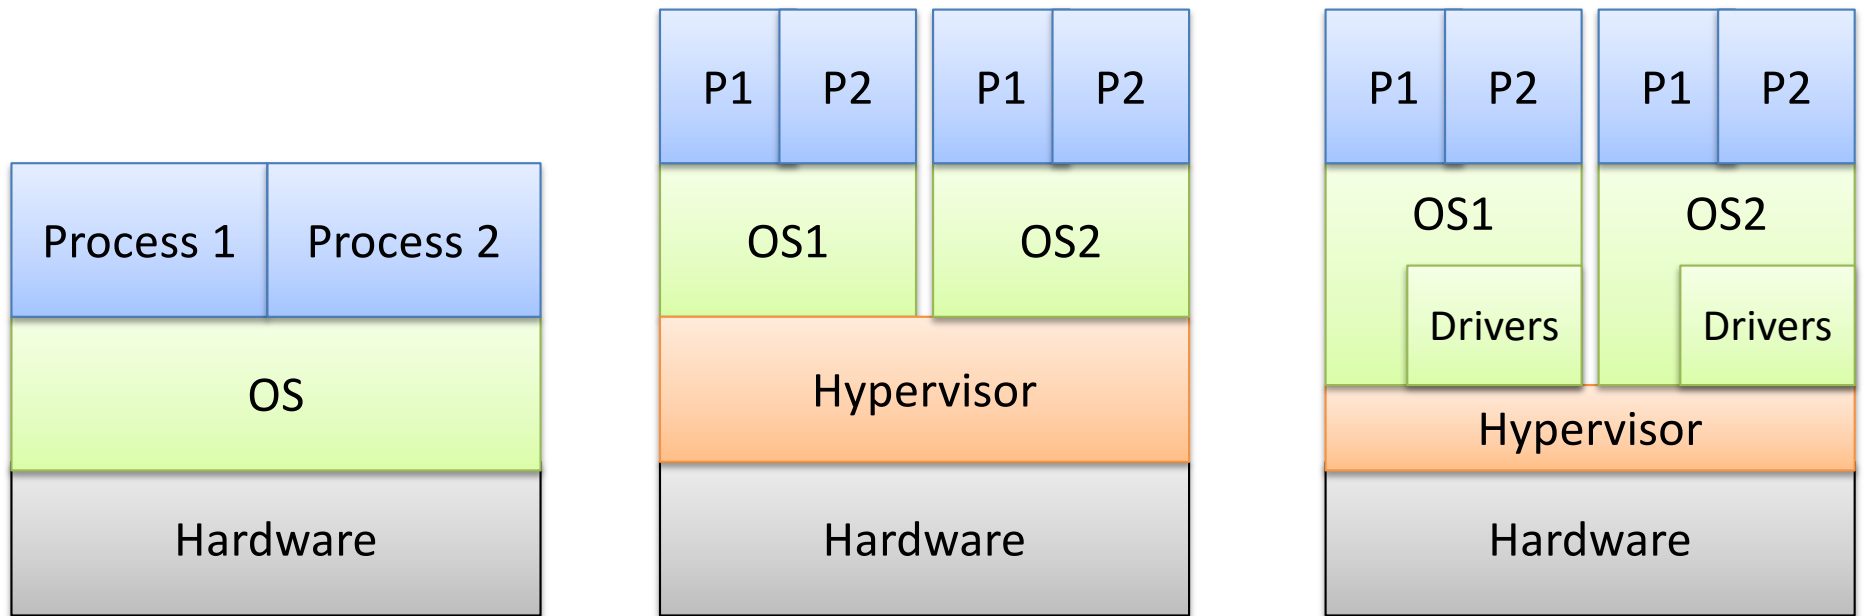 Process 1 Process 2
OS
Hardware
P1 P2 P1 P2
OS1 OS2
Hypervisor
Hardware
P1 P2 P1 P2
OS1 OS2
Drivers Drivers
Hypervisor
Hardware